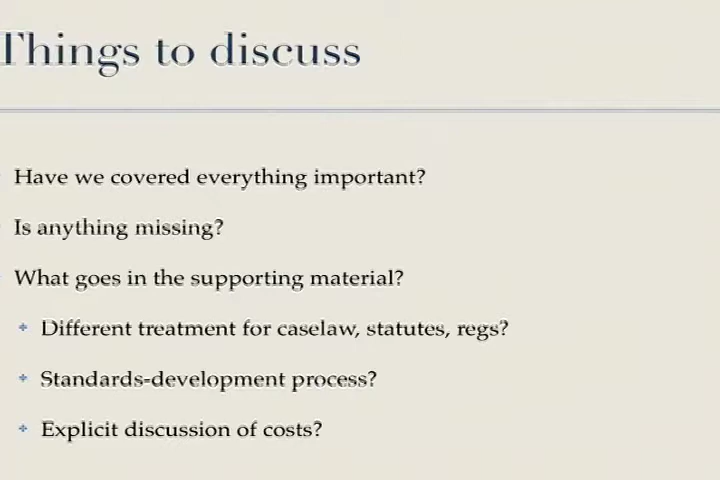 Things to discuss
Have we covered everything important?
Is anything missing?
What goes in the supporting material?
Different treatment for caselaw, statutes, regs?
Standards-development process?
Explicit discussion of costs?